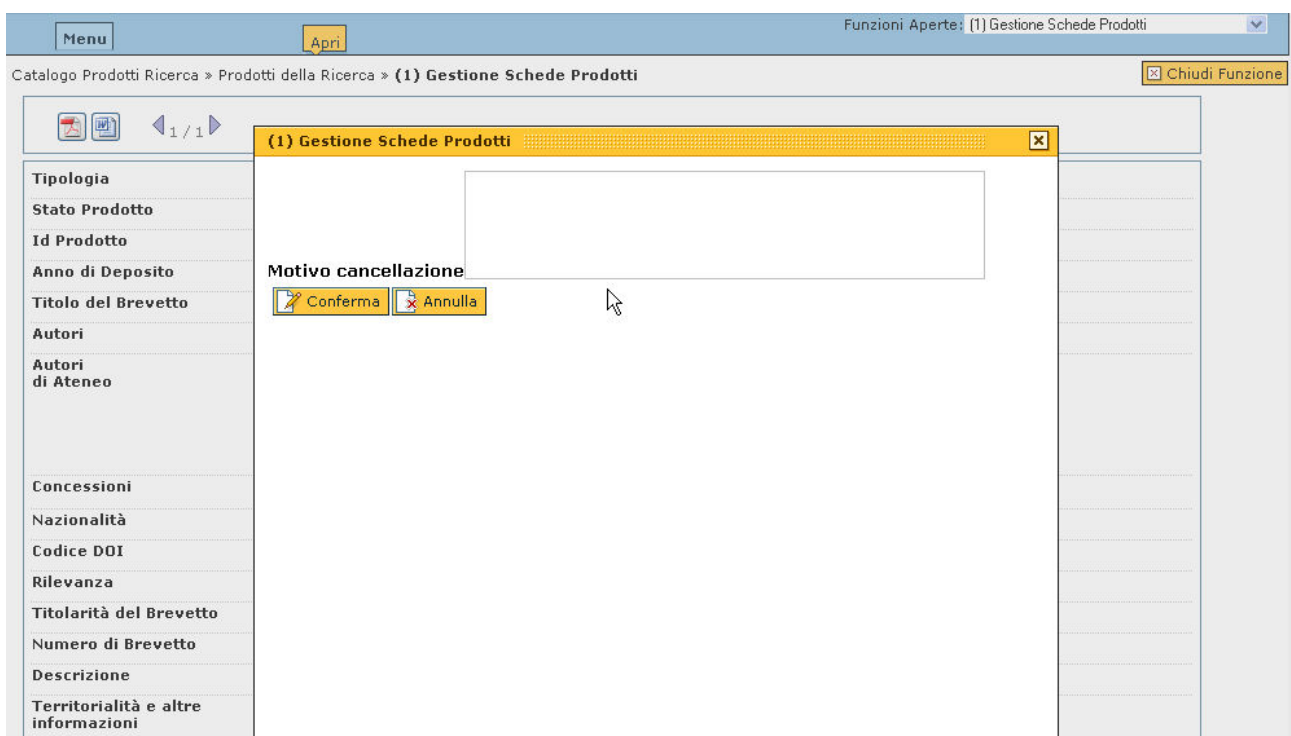 Menu
Apri
Funzioni Aperte: (1) Gestione Schede Prodotti
Catalogo Prodotti Ricerca » Prodotti della Ricerca » (1) Gestione Schede Prodotti
Chiudi Funzione
1 / 1
(1) Gestione Schede Prodotti
Tipologia
Stato Prodotto
Id Prodotto
Anno di Deposito
Motivo cancellazione
Titolo del Brevetto
Conferma
Annulla
Autori
Autori
di Ateneo
Concessioni
Nazionalità
Codice DOI
Rilevanza
Titolarità del Brevetto
Numero di Brevetto
Descrizione
Territorialità e altre
informazioni